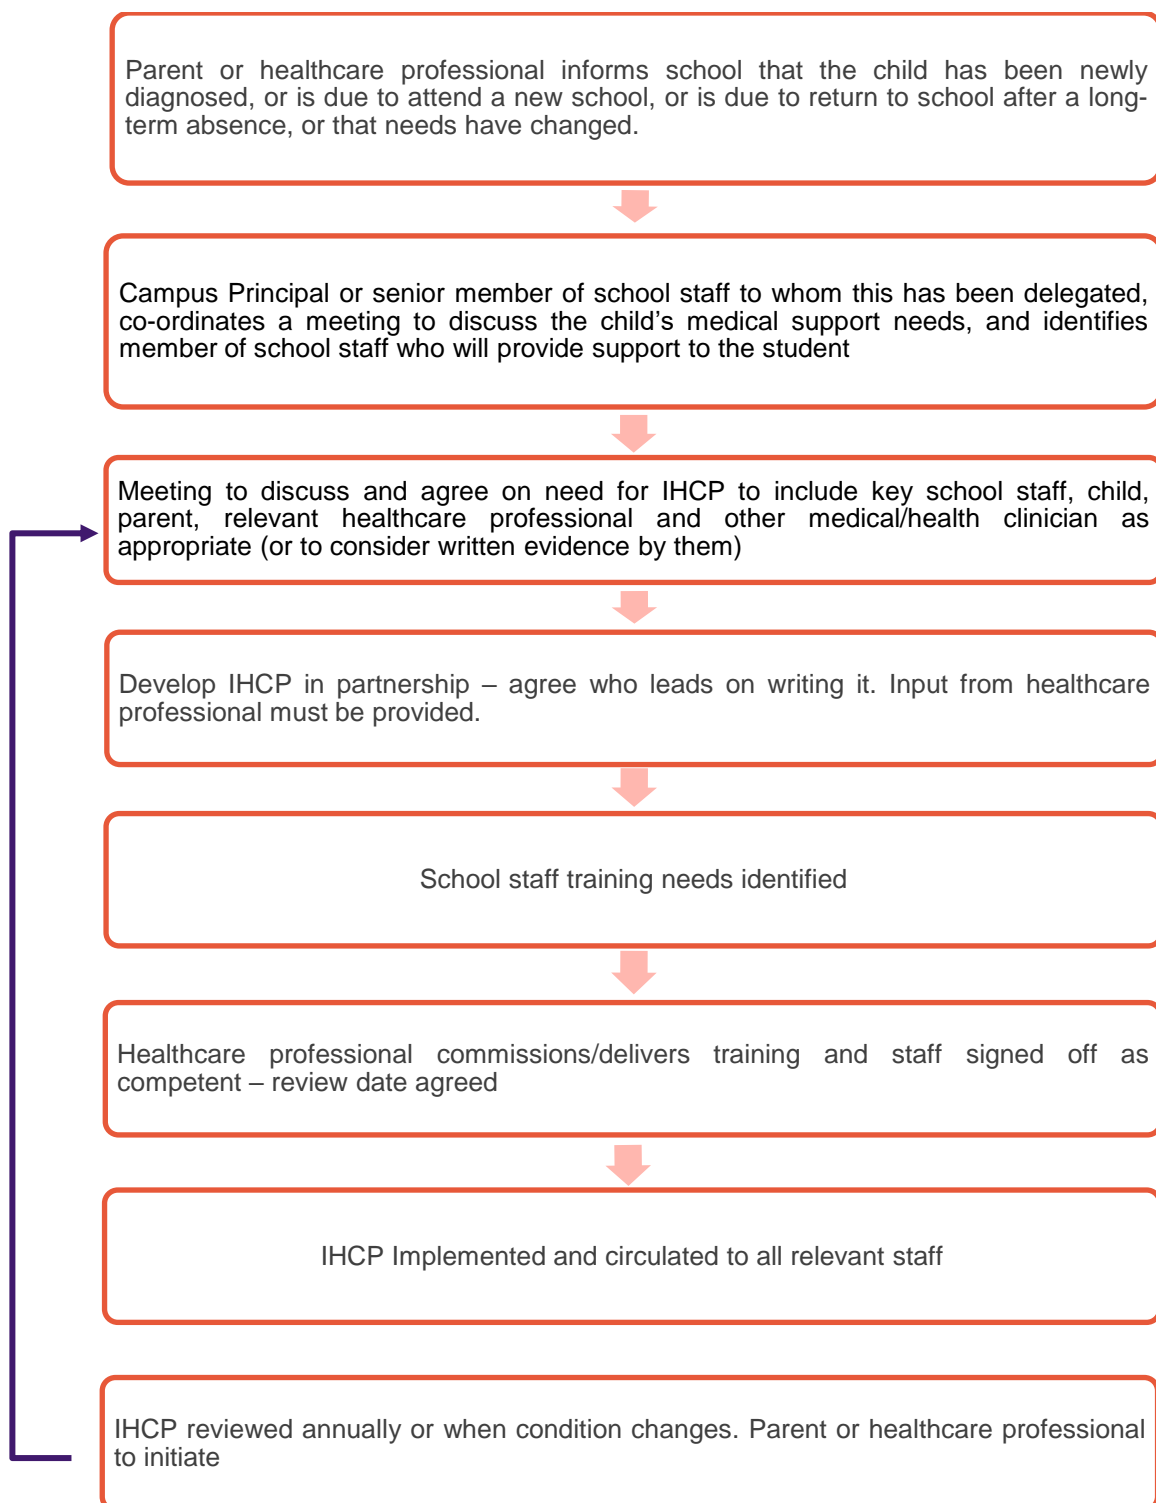 Parent or healthcare professional informs school that the child has been newly
diagnosed, or is due to attend a new school, or is due to return to school after a long-
term absence, or that needs have changed.
Campus Principal or senior member of school staff to whom this has been delegated,
co-ordinates a meeting to discuss the child’s medical support needs, and identifies
member of school staff who will provide support to the student
Meeting to discuss and agree on need for IHCP to include key school staff, child,
parent, relevant healthcare professional and other medical/health clinician as
appropriate (or to consider written evidence by them)
Develop IHCP in partnership – agree who leads on writing it. Input from healthcare
professional must be provided.
School staff training needs identified
Healthcare professional commissions/delivers training and staff signed off as
competent – review date agreed
IHCP Implemented and circulated to all relevant staff
IHCP reviewed annually or when condition changes. Parent or healthcare professional
to initiate